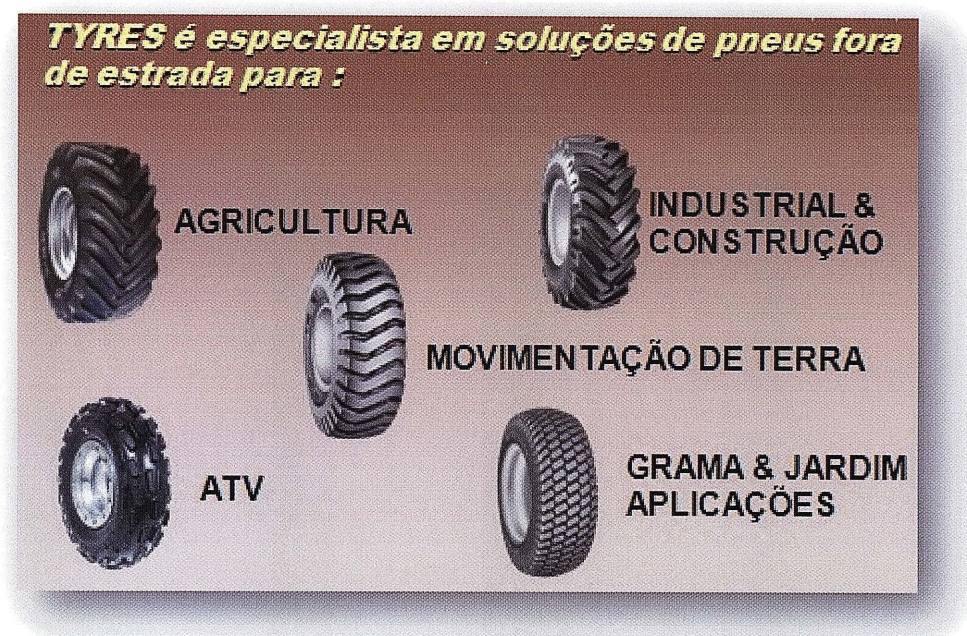 TYRES é especialista em soluções de pneus fora
de estrada para :
AGRICULTURA
INDUSTRIAL &
CONSTRUÇÃO
MOVIMENTAÇÃO DE TERRA
ATV
GRAMA & JARDIM
APLICAÇÕES